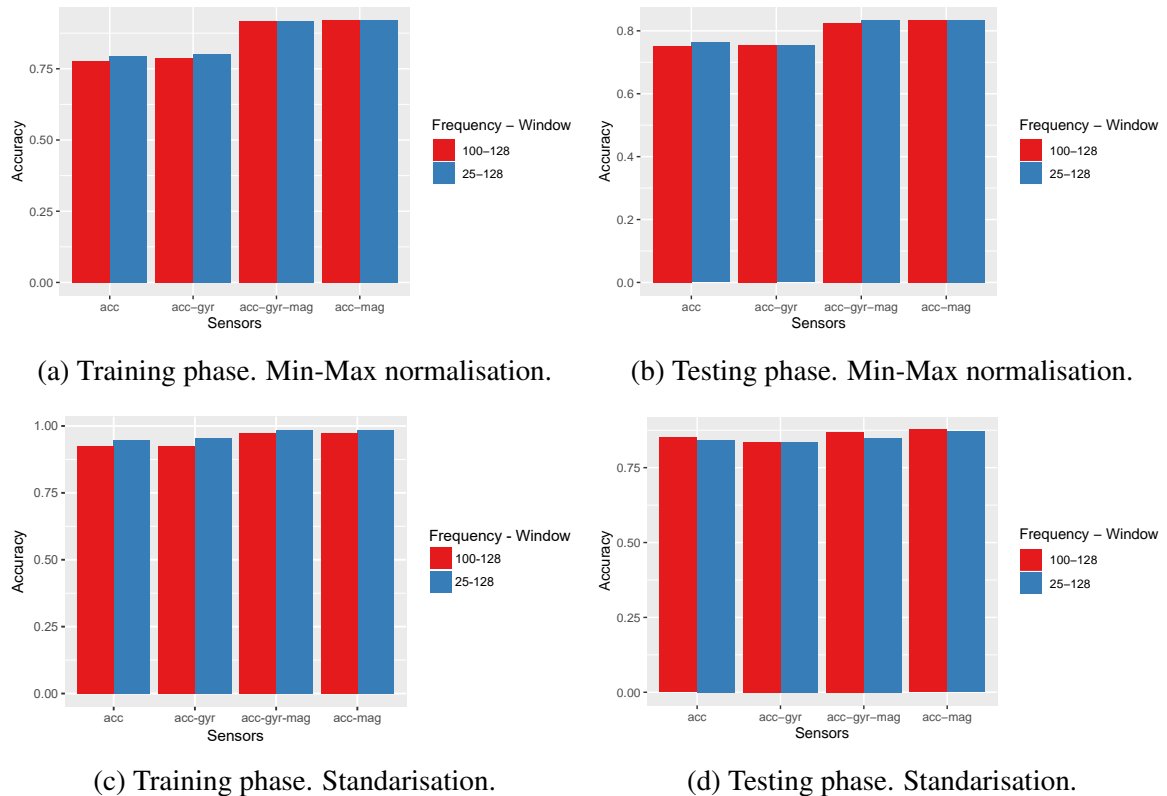 0.75
0.50
0.25
0.00
Accuracy
acc
acc−gyr
acc−gyr−mag
acc−mag
Sensors
Frequency − Window
100−128
25−128
(a) Training phase. Min-Max normalisation.
0.8
0.6
0.4
0.2
0.0
Accuracy
acc
acc−gyr
acc−gyr−mag
acc−mag
Sensors
Frequency − Window
100−128
25−128
(b) Testing phase. Min-Max normalisation.
1.00
0.75
0.50
0.25
0.00
Accuracy
acc
acc-gyr
acc-gyr-mag
acc-mag
Sensors
Frequency - Window
100-128
25-128
(c) Training phase. Standarisation.
0.75
0.50
0.25
0.00
Accuracy
acc
acc−gyr
acc−gyr−mag
acc−mag
Sensors
Frequency − Window
100−128
25−128
(d) Testing phase. Standarisation.